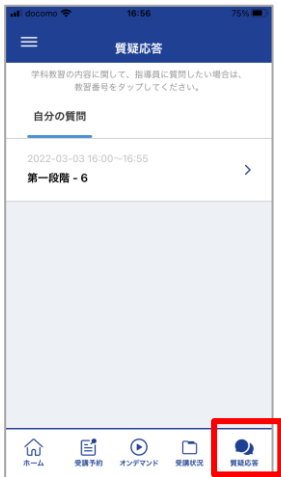 docomo 16:56 75%
質疑応答
学科教習の内容に関して、指導員に質問したい場合は、
教習番号をタップしてください。
自分の質問
2022-03-03 16:00～16:55
第一段階 - 6
ホーム 受講予約 オンデマンド 受講状況 質疑応答